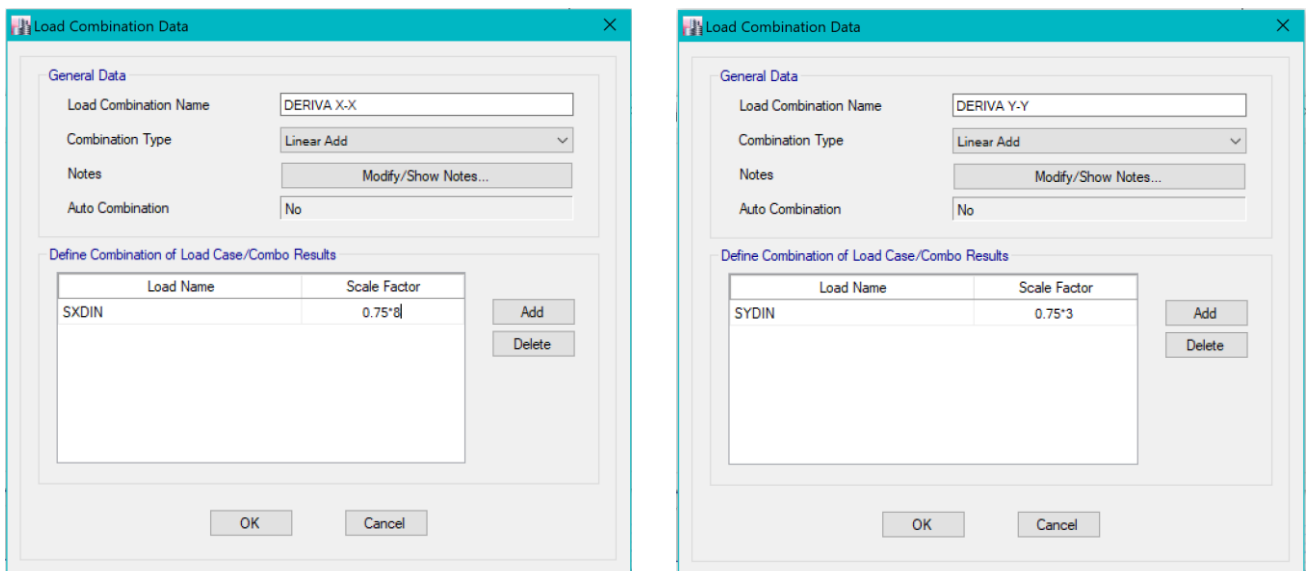 Load Combination Data
General Data
Load Combination Name DERIVA X-X
Combination Type Linear Add
Notes Modify/Show Notes...
Auto Combination No
Define Combination of Load Case/Combo Results
Load Name Scale Factor
SXDIN 0.75*8
Add
Delete
OK Cancel
Load Combination Data
General Data
Load Combination Name DERIVA Y-Y
Combination Type Linear Add
Notes Modify/Show Notes...
Auto Combination No
Define Combination of Load Case/Combo Results
Load Name Scale Factor
SYDIN 0.75*3
Add
Delete
OK Cancel